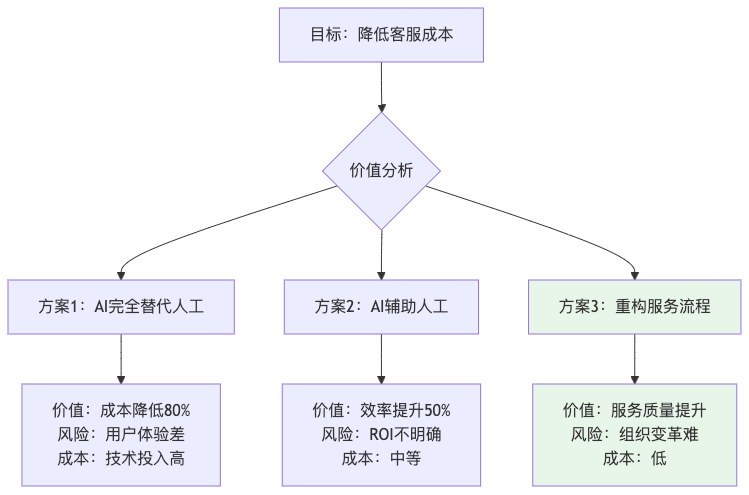 目标：降低客服成本
价值分析
方案1：AI完全替代人工
方案2：AI辅助人工
方案3：重构服务流程
价值：成本降低80%
风险：用户体验差
成本：技术投入高
价值：效率提升50%
风险：ROI不明确
成本：中等
价值：服务质量提升
风险：组织变革难
成本：低